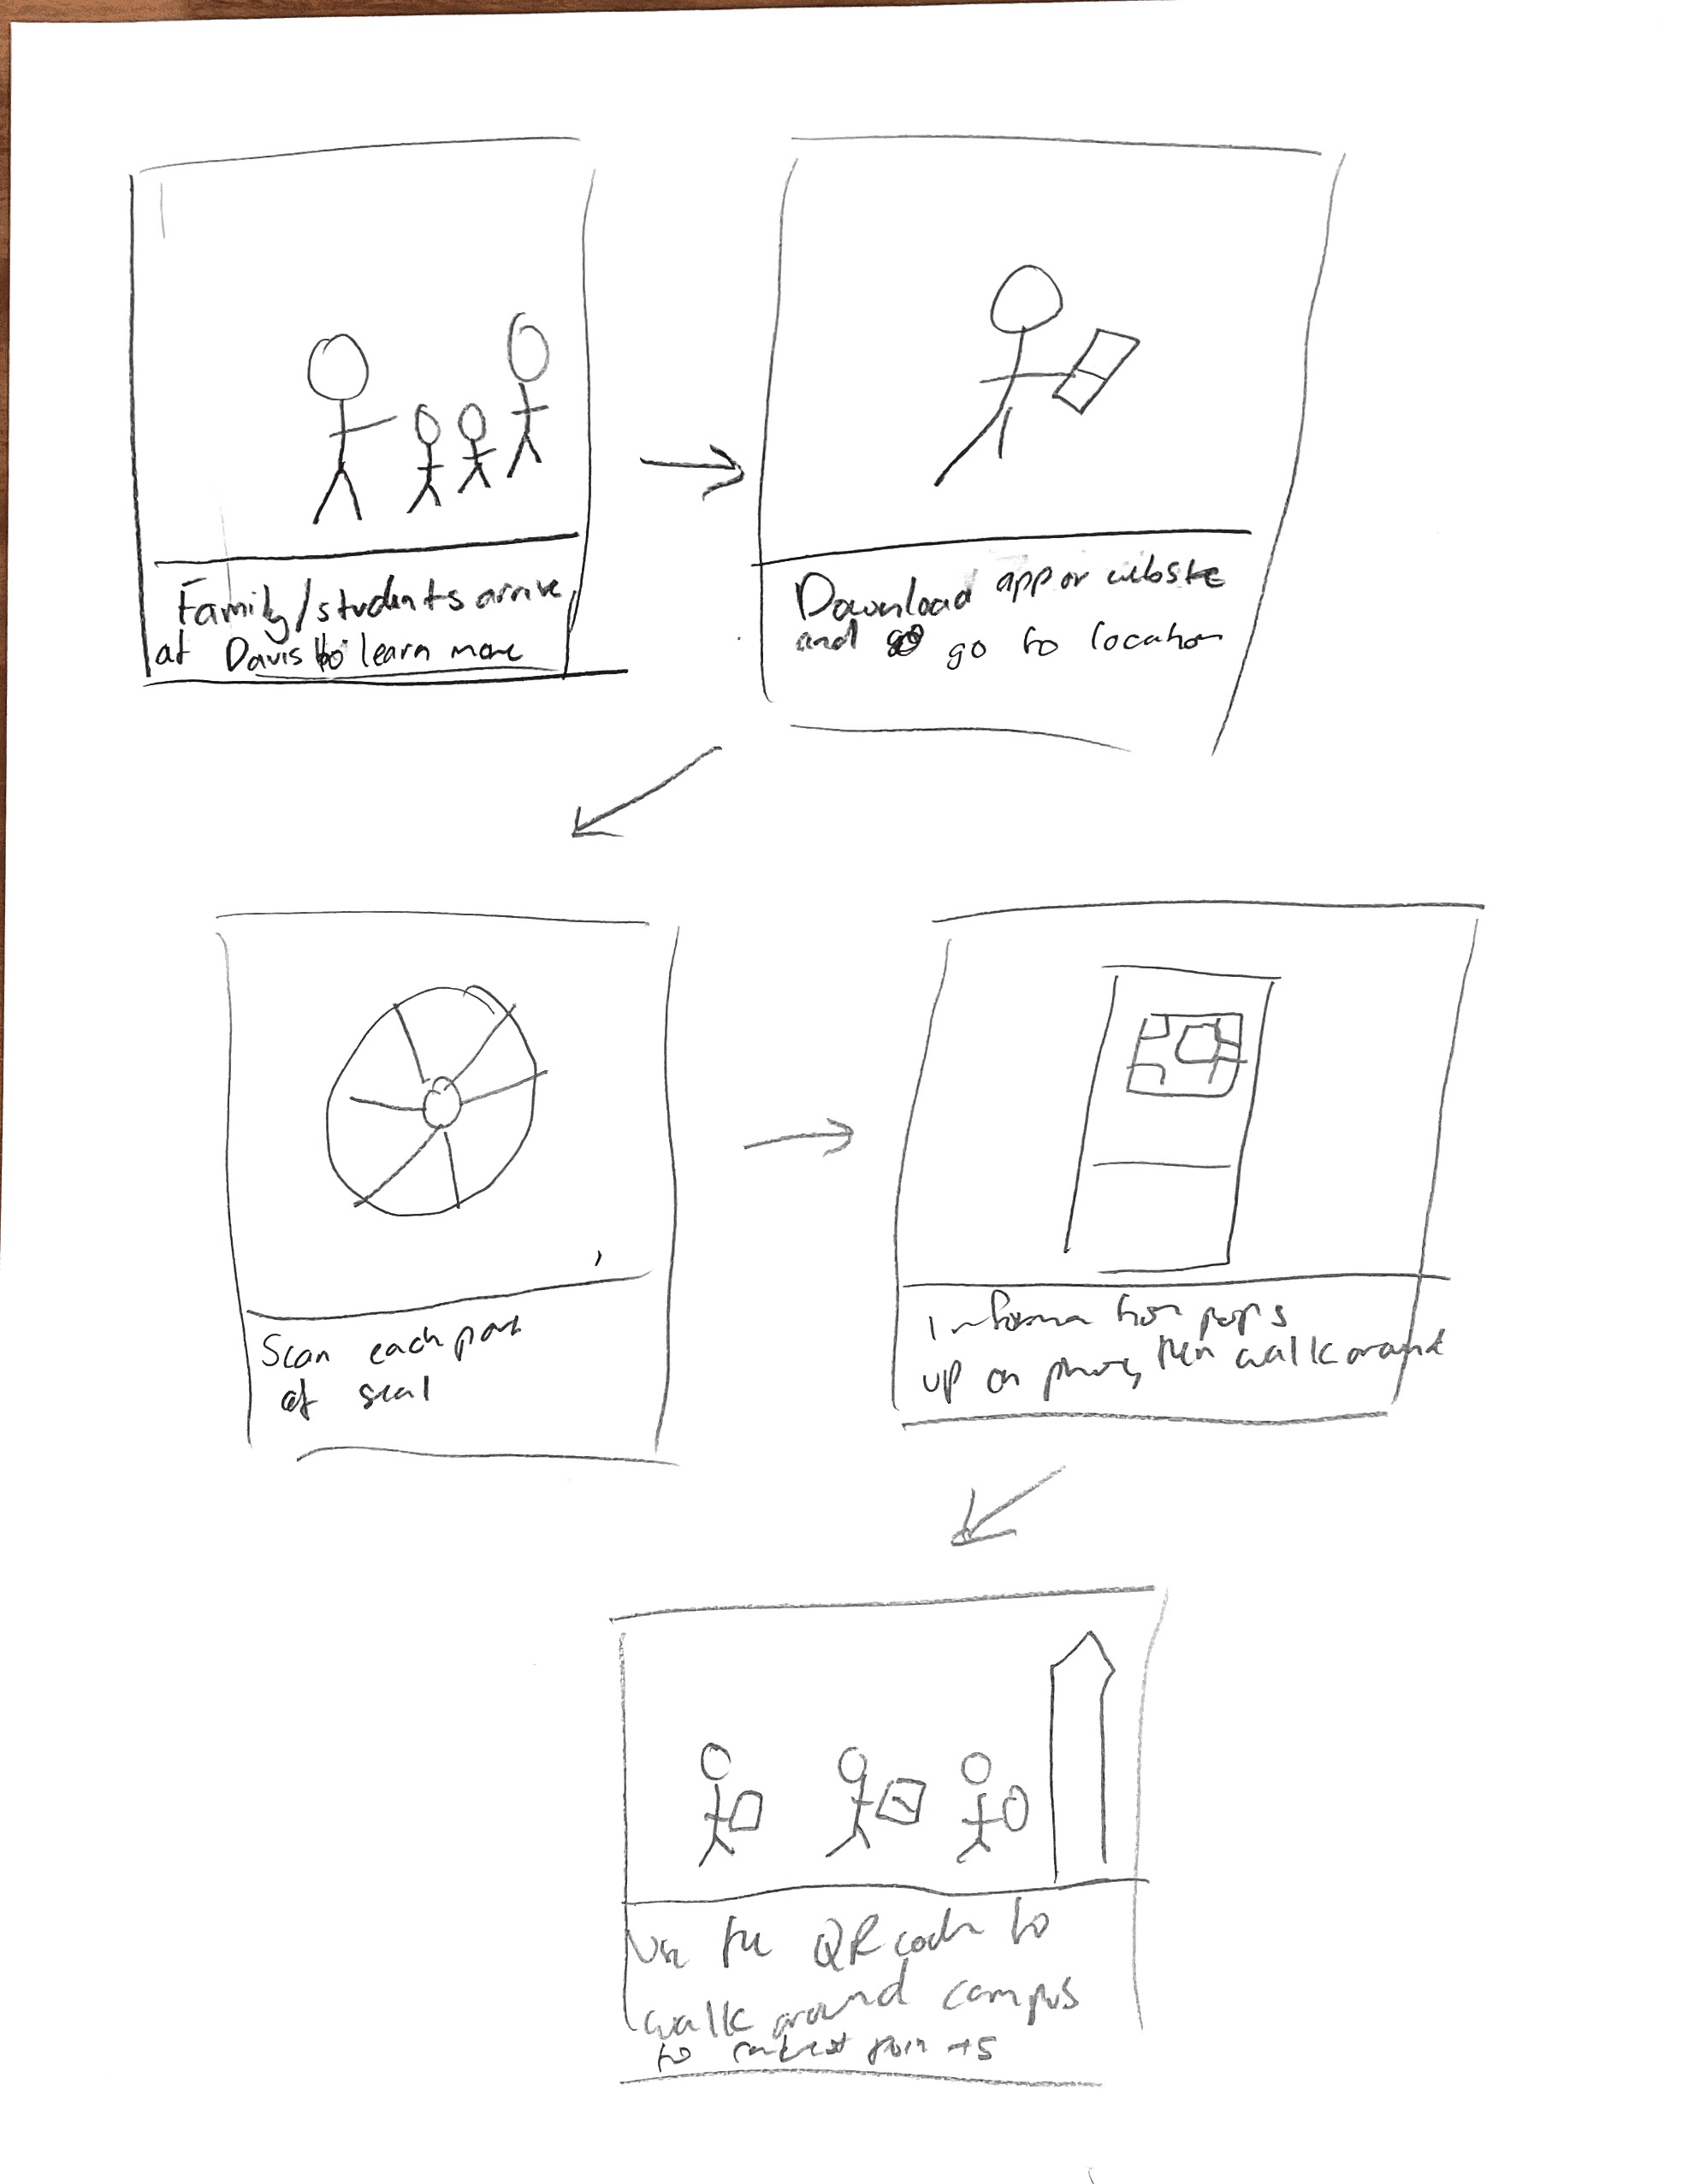 Family/students arrive
at Davis to learn more
Download app or website
and go go to location
Scan each part
of seal
Information pops
up on phone, then walk around
Use the QR code to
walk around campus
to points